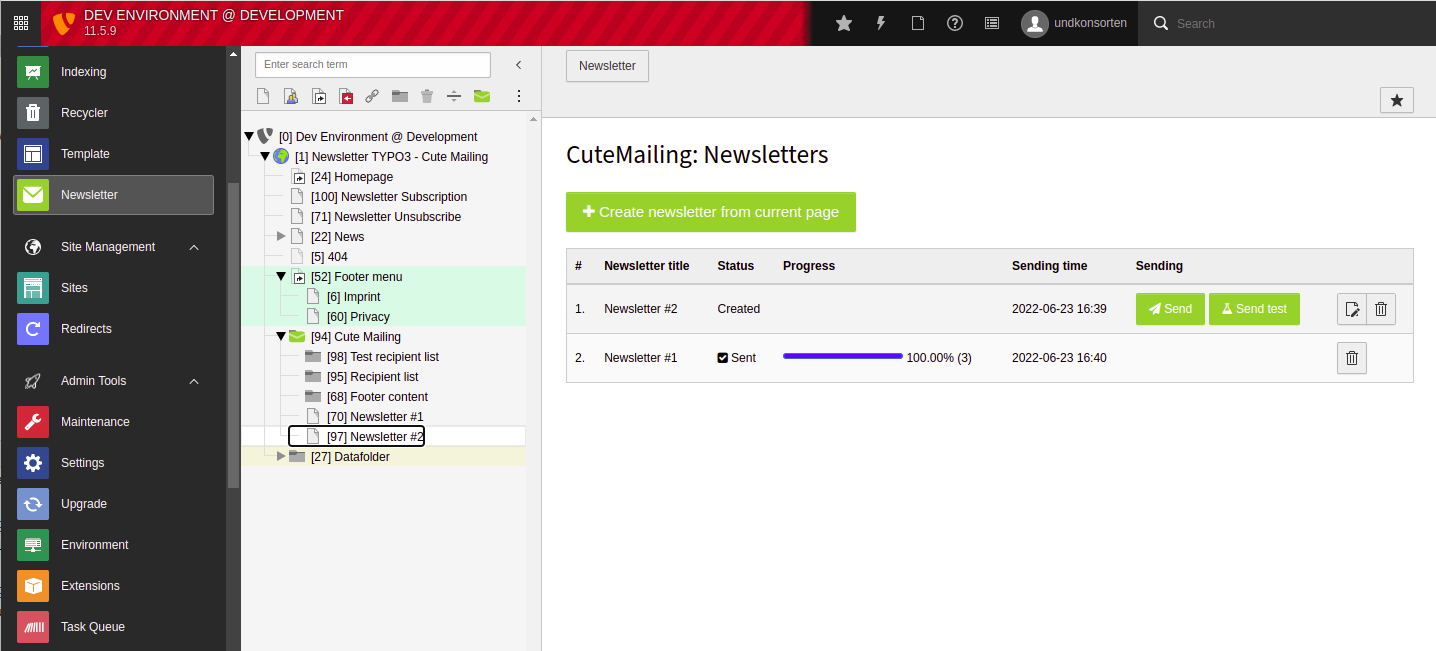 DEV ENVIRONMENT @ DEVELOPMENT
11.5.9
undkonsorten
Search
Indexing
Recycler
Template
Newsletter
Site Management
Sites
Redirects
Admin Tools
Maintenance
Settings
Upgrade
Environment
Extensions
Task Queue
Enter search term
[0] Dev Environment @ Development
[1] Newsletter TYPO3 - Cute Mailing
[24] Homepage
[100] Newsletter Subscription
[71] Newsletter Unsubscribe
[22] News
[5] 404
[52] Footer menu
[6] Imprint
[60] Privacy
[94] Cute Mailing
[98] Test recipient list
[95] Recipient list
[68] Footer content
[70] Newsletter #1
[97] Newsletter #2
[27] Datafolder
Newsletter
CuteMailing: Newsletters
Create newsletter from current page
# Newsletter title Status Progress Sending time Sending
1. Newsletter #2 Created 2022-06-23 16:39 Send Send test
2. Newsletter #1 Sent 100.00% (3) 2022-06-23 16:40